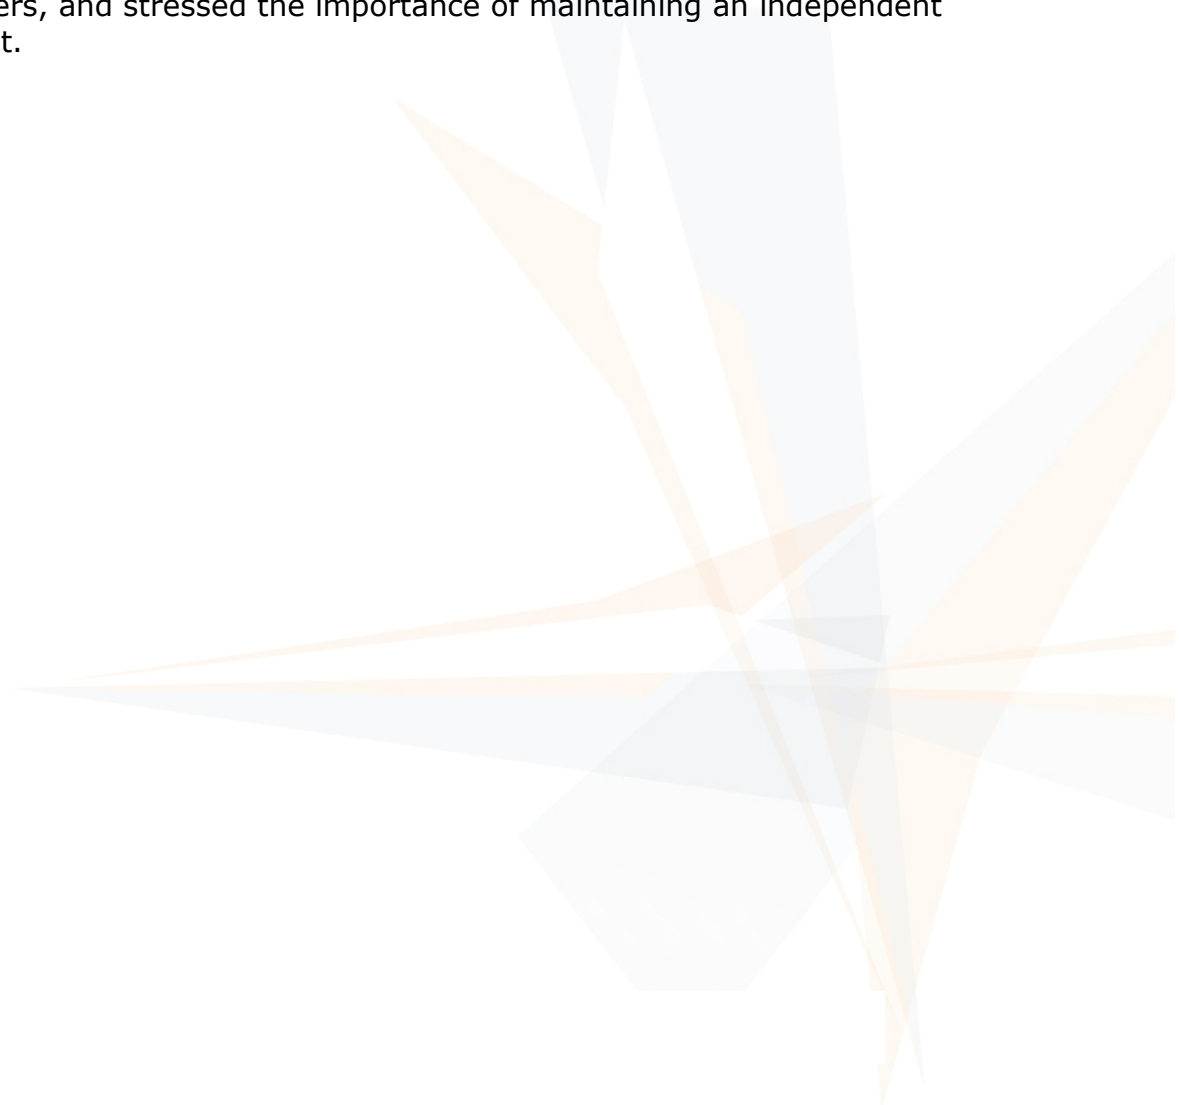 ers, and stressed the importance of maintaining an independent
t.